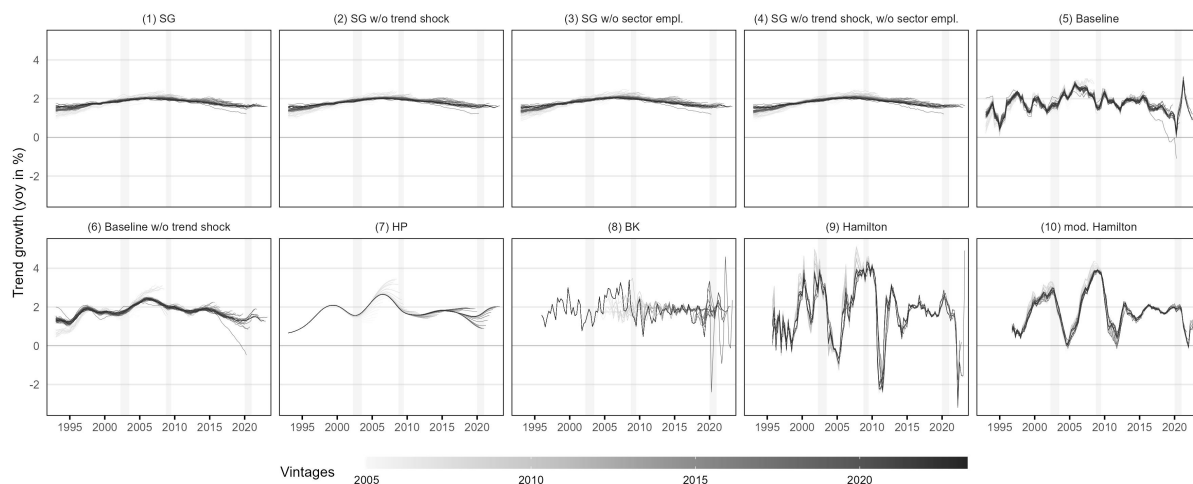 (1) SG
(2) SG w/o trend shock
(3) SG w/o sector empl.
(4) SG w/o trend shock, w/o sector empl.
(5) Baseline
4
2
0
-2
Trend growth (yoy in %)
(6) Baseline w/o trend shock
(7) HP
(8) BK
(9) Hamilton
(10) mod. Hamilton
4
2
0
-2
1995 2000 2005 2010 2015 2020
1995 2000 2005 2010 2015 2020
1995 2000 2005 2010 2015 2020
1995 2000 2005 2010 2015 2020
1995 2000 2005 2010 2015 2020
Vintages
2005 2010 2015 2020